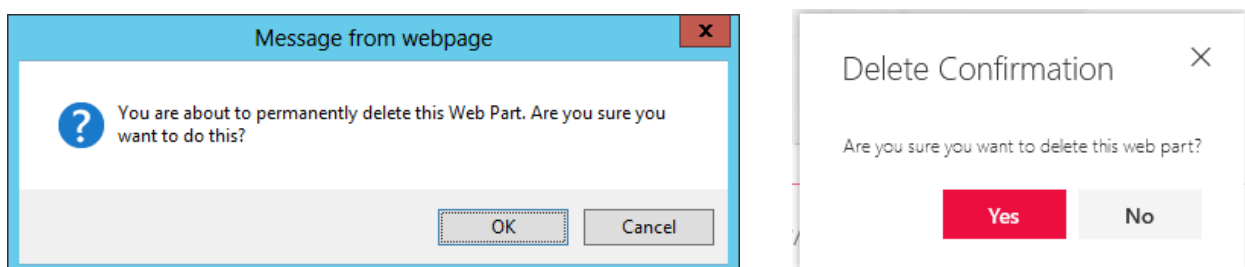 Message from webpage
x
?
You are about to permanently delete this Web Part. Are you sure you
want to do this?
OK Cancel
Delete Confirmation
Are you sure you want to delete this web part?
Yes No